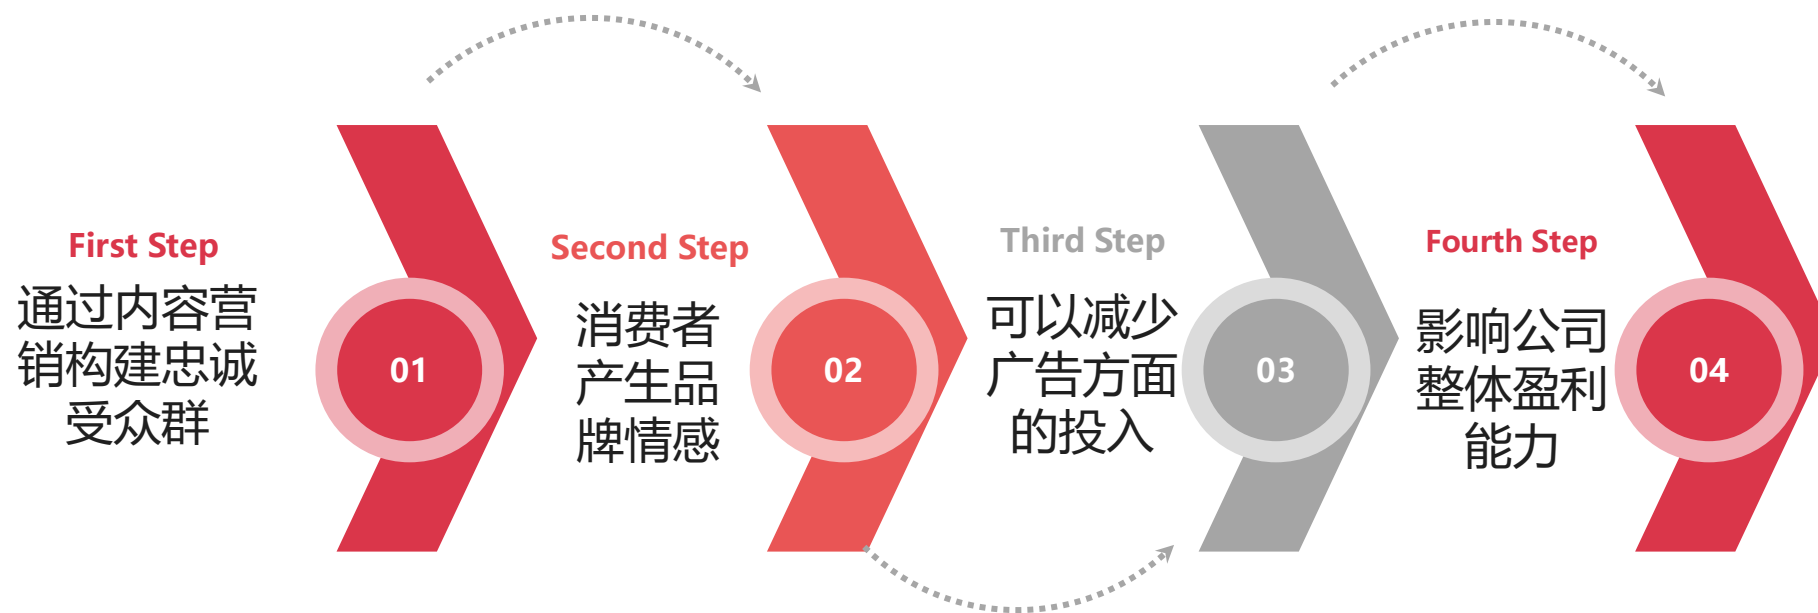 First Step
通过内容营
销构建忠诚
受众群
01
Second Step
消费者
产生品
牌情感
02
Third Step
可以减少
广告方面
的投入
03
Fourth Step
影响公司
整体盈利
能力
04